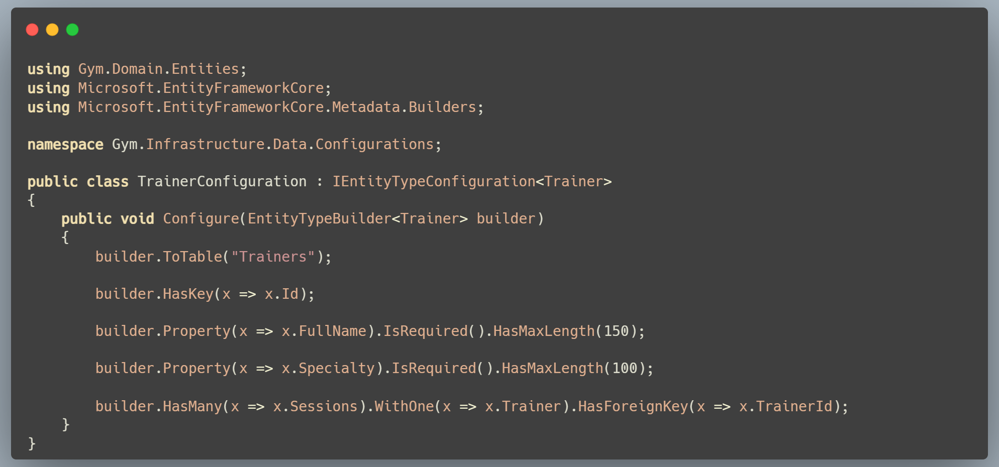 using Gym.Domain.Entities;
using Microsoft.EntityFrameworkCore;
using Microsoft.EntityFrameworkCore.Metadata.Builders;

namespace Gym.Infrastructure.Data.Configurations;

public class TrainerConfiguration : IEntityTypeConfiguration<Trainer>
{
    public void Configure(EntityTypeBuilder<Trainer> builder)
    {
        builder.ToTable("Trainers");

        builder.HasKey(x => x.Id);

        builder.Property(x => x.FullName).IsRequired().HasMaxLength(150);

        builder.Property(x => x.Specialty).IsRequired().HasMaxLength(100);

        builder.HasMany(x => x.Sessions).WithOne(x => x.Trainer).HasForeignKey(x => x.TrainerId);
    }
}